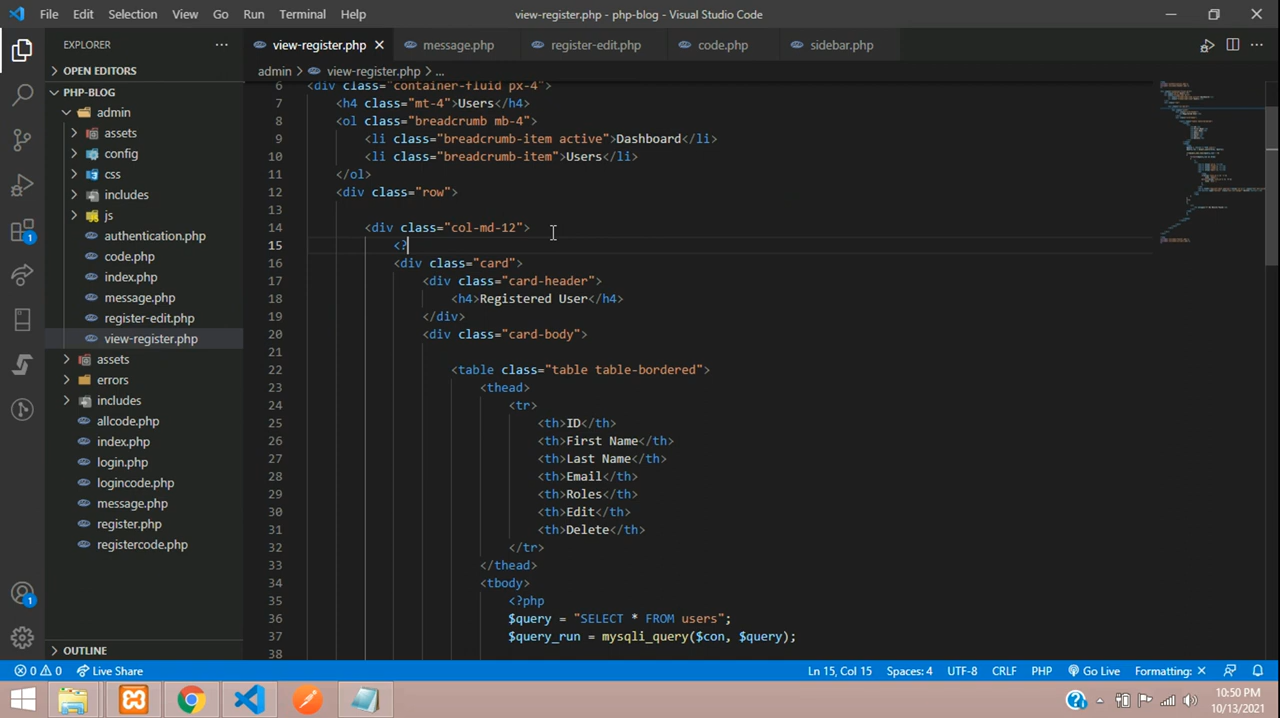 File Edit Selection View Go Run Terminal Help
view-register.php - php-blog - Visual Studio Code
EXPLORER
view-register.php
message.php
register-edit.php
code.php
sidebar.php
OPEN EDITORS
admin > view-register.php > ...
PHP-BLOG
admin
assets
config
css
includes
js
authentication.php
code.php
index.php
message.php
register-edit.php
view-register.php
assets
errors
includes
allcode.php
index.php
login.php
logincode.php
message.php
register.php
registercode.php
OUTLINE
6 <div class="container-fluid px-4">
7 <h4 class="mt-4">Users</h4>
8 <ol class="breadcrumb mb-4">
9 <li class="breadcrumb-item active">Dashboard</li>
10 <li class="breadcrumb-item">Users</li>
11 </ol>
12 <div class="row">
13
14 <div class="col-md-12">
15 <?
16 <div class="card">
17 <div class="card-header">
18 <h4>Registered User</h4>
19 </div>
20 <div class="card-body">
21
22 <table class="table table-bordered">
23 <thead>
24 <tr>
25 <th>ID</th>
26 <th>First Name</th>
27 <th>Last Name</th>
28 <th>Email</th>
29 <th>Roles</th>
30 <th>Edit</th>
31 <th>Delete</th>
32 </tr>
33 </thead>
34 <tbody>
35 <?php
36 $query = "SELECT * FROM users";
37 $query_run = mysqli_query($con, $query);
38
1
1
0 0 Live Share
Ln 15, Col 15 Spaces: 4 UTF-8 CRLF PHP Go Live Formatting: ×
10:50 PM
10/13/2021